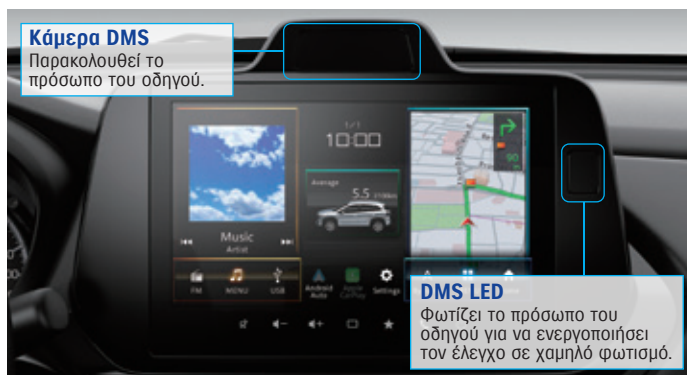 Κάμερα DMS
Παρακολουθεί το
πρόσωπο του οδηγού.
1/1
10:00
Average
5.5
90
Music
Artist
FM
MENU
USB
Android
Auto
Apple
CarPlay
Settings
DMS LED
Φωτίζει το πρόσωπο του
οδηγού για να ενεργοποιήσει
τον έλεγχο σε χαμηλό φωτισμό.